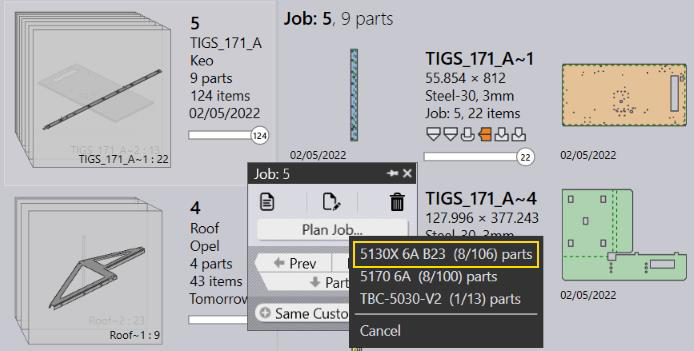 5
TIGS_171_A
Keo
9 parts
124 items
02/05/2022
124
TIGS_171_A~2 : 13
TIGS_171_A~1 : 22
4
Roof
Opel
4 parts
43 items
Tomorrow
Roof~2 : 23
Roof~1 : 9
Job: 5, 9 parts
TIGS_171_A~1
55.854 × 812
Steel-30, 3mm
Job: 5, 22 items
22
02/05/2022
02/05/2022
TIGS_171_A~4
127.996 × 377.243
Steel-30, 3mm
02/05/2022
Job: 5
Plan Job...
Prev
Part
Same Custo
5130X 6A B23 (8/106) parts
5170 6A (8/100) parts
TBC-5030-V2 (1/13) parts
Cancel